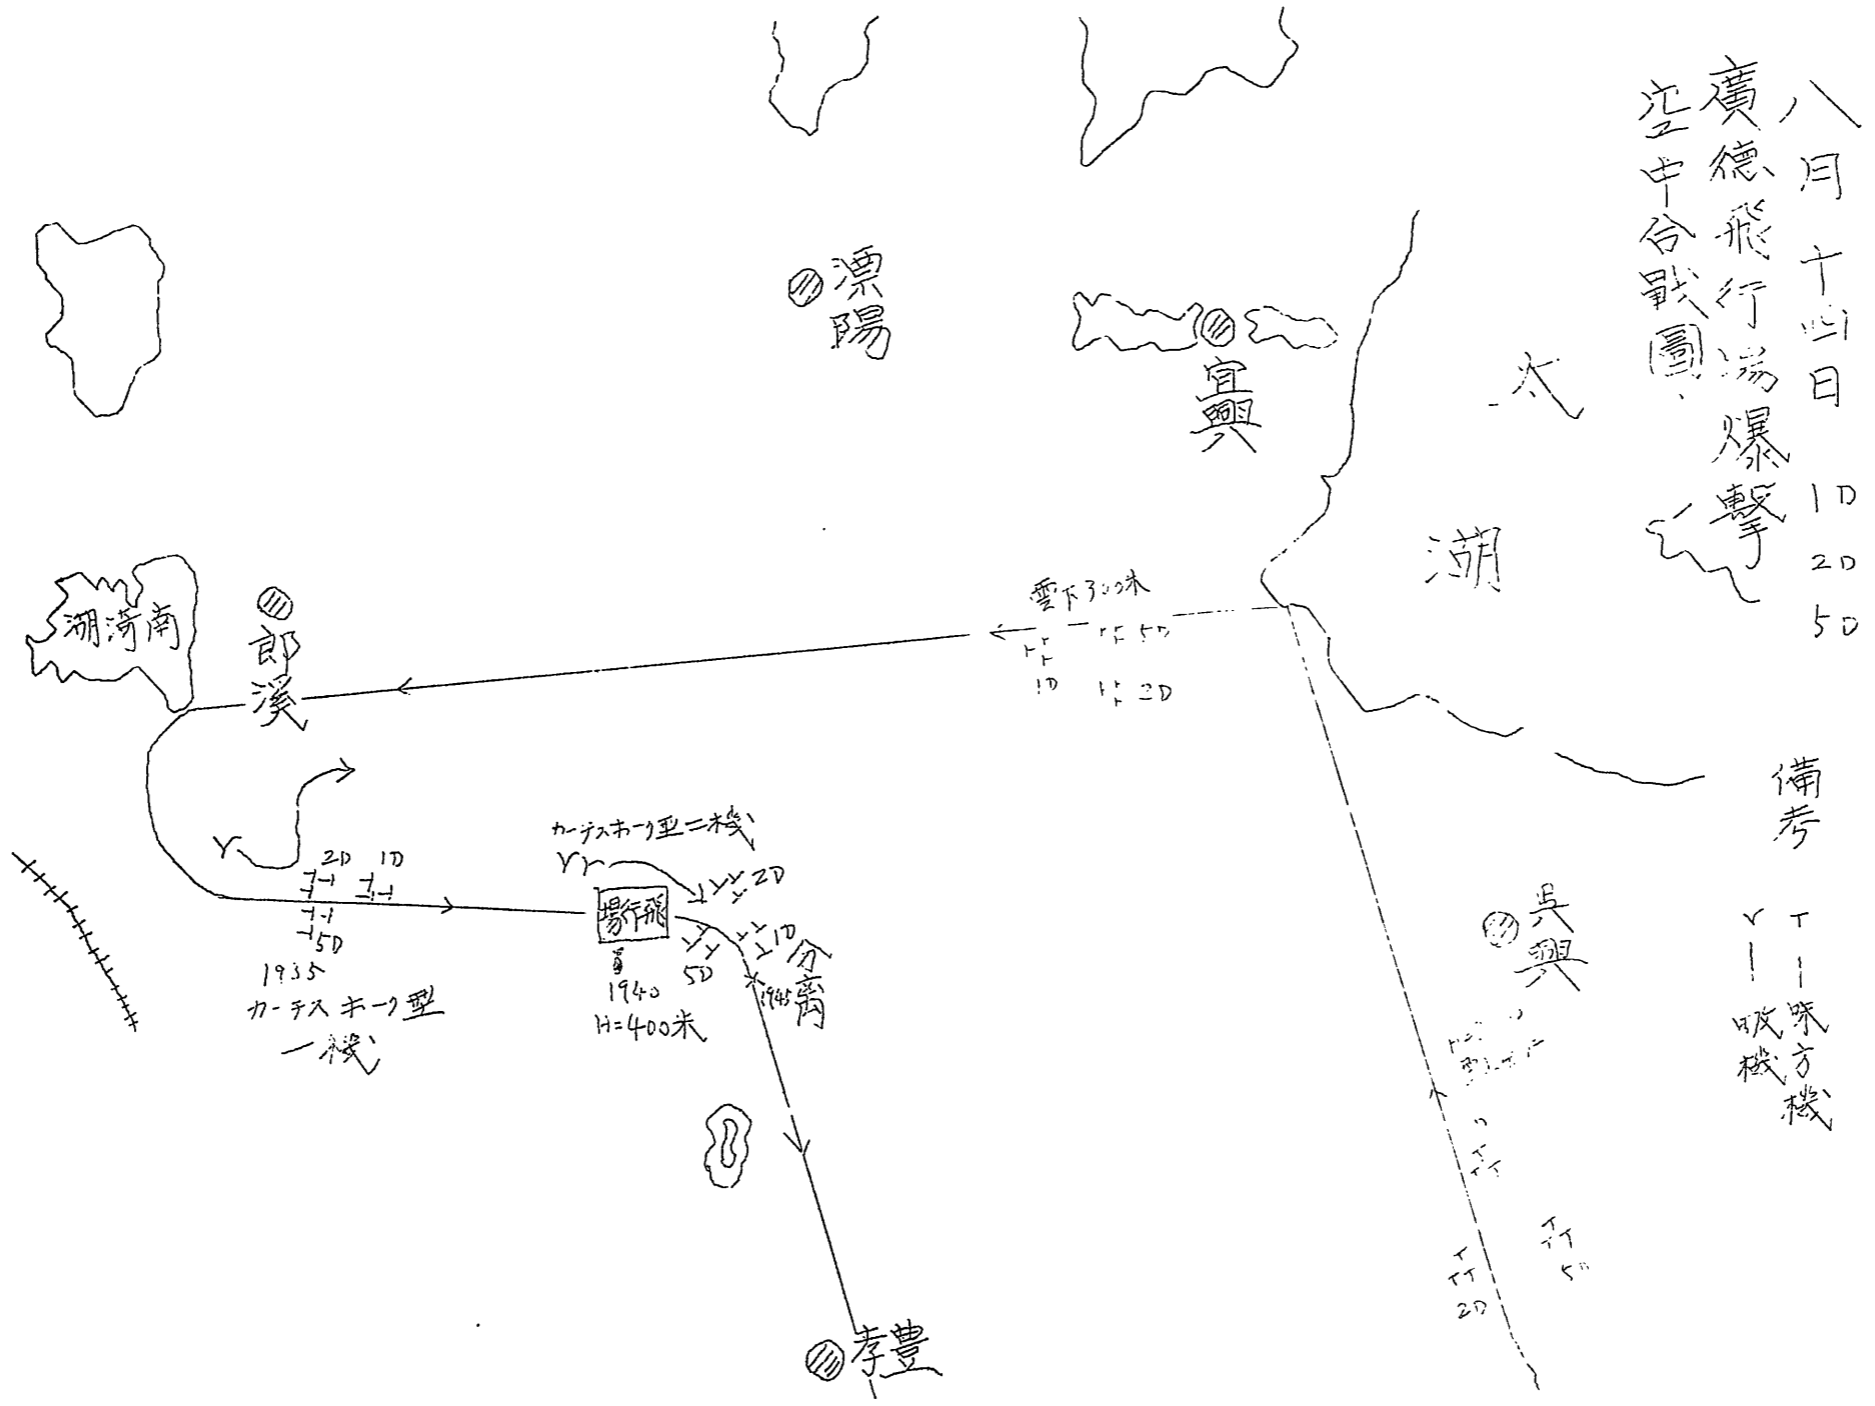 八月十四日 1D 2D 5D
廣德飛行場爆撃
空中合戰圖
太湖
漂陽
宜興
南漪湖
郎溪
雲下300米
5D
1D
2D
備考
T―味方機
Y―敵機
吳興
カーチスホーク型二機
2D
1D
5D
1935
カーチスホーク型
一機
飛行場
1940
H=400米
2D
1D
5D
1945
分離
孝豊
2D
5D